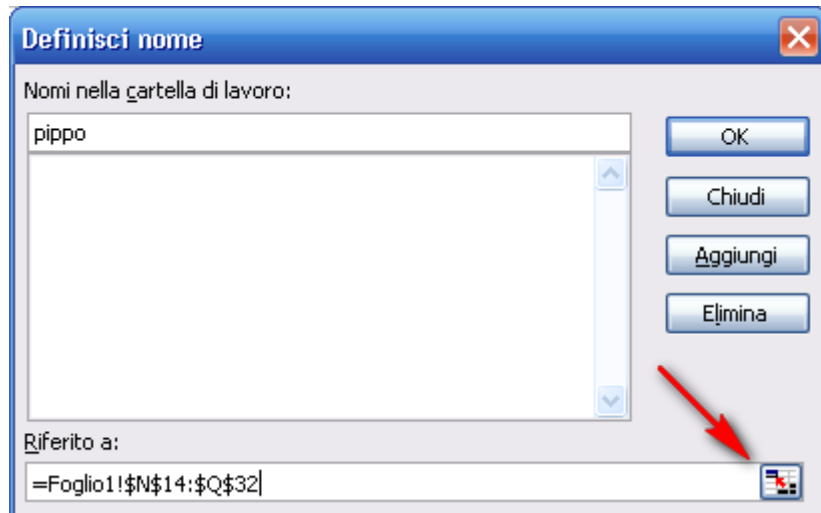 Definisci nome
Nomi nella cartella di lavoro:
pippo
OK
Chiudi
Aggiungi
Elimina
Riferito a:
=Foglio1!$N$14:$Q$32